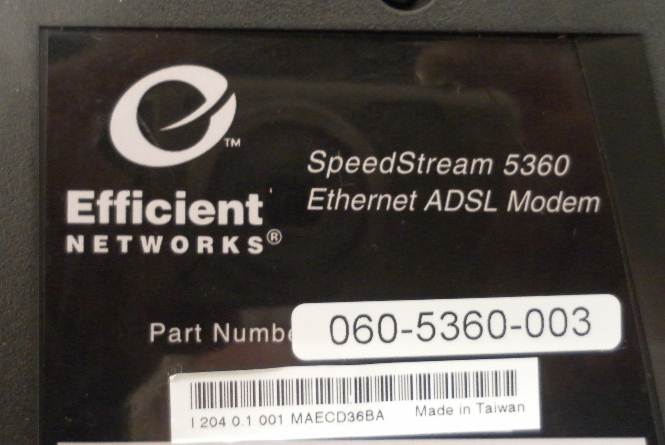 TM
Efficient
NETWORKS®
SpeedStream 5360
Ethernet ADSL Modem
Part Numbe 060-5360-003
I 204 0.1 001 MAECD36BA Made in Taiwan